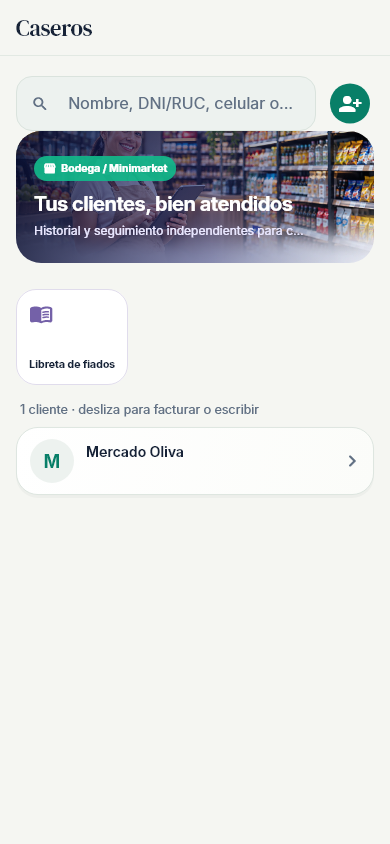 Caseros
Nombre, DNI/RUC, celular o...
Bodega / Minimarket
Tus clientes, bien atendidos
Historial y seguimiento independientes para c...
Libreta de fiados
1 cliente · desliza para facturar o escribir
M
Mercado Oliva